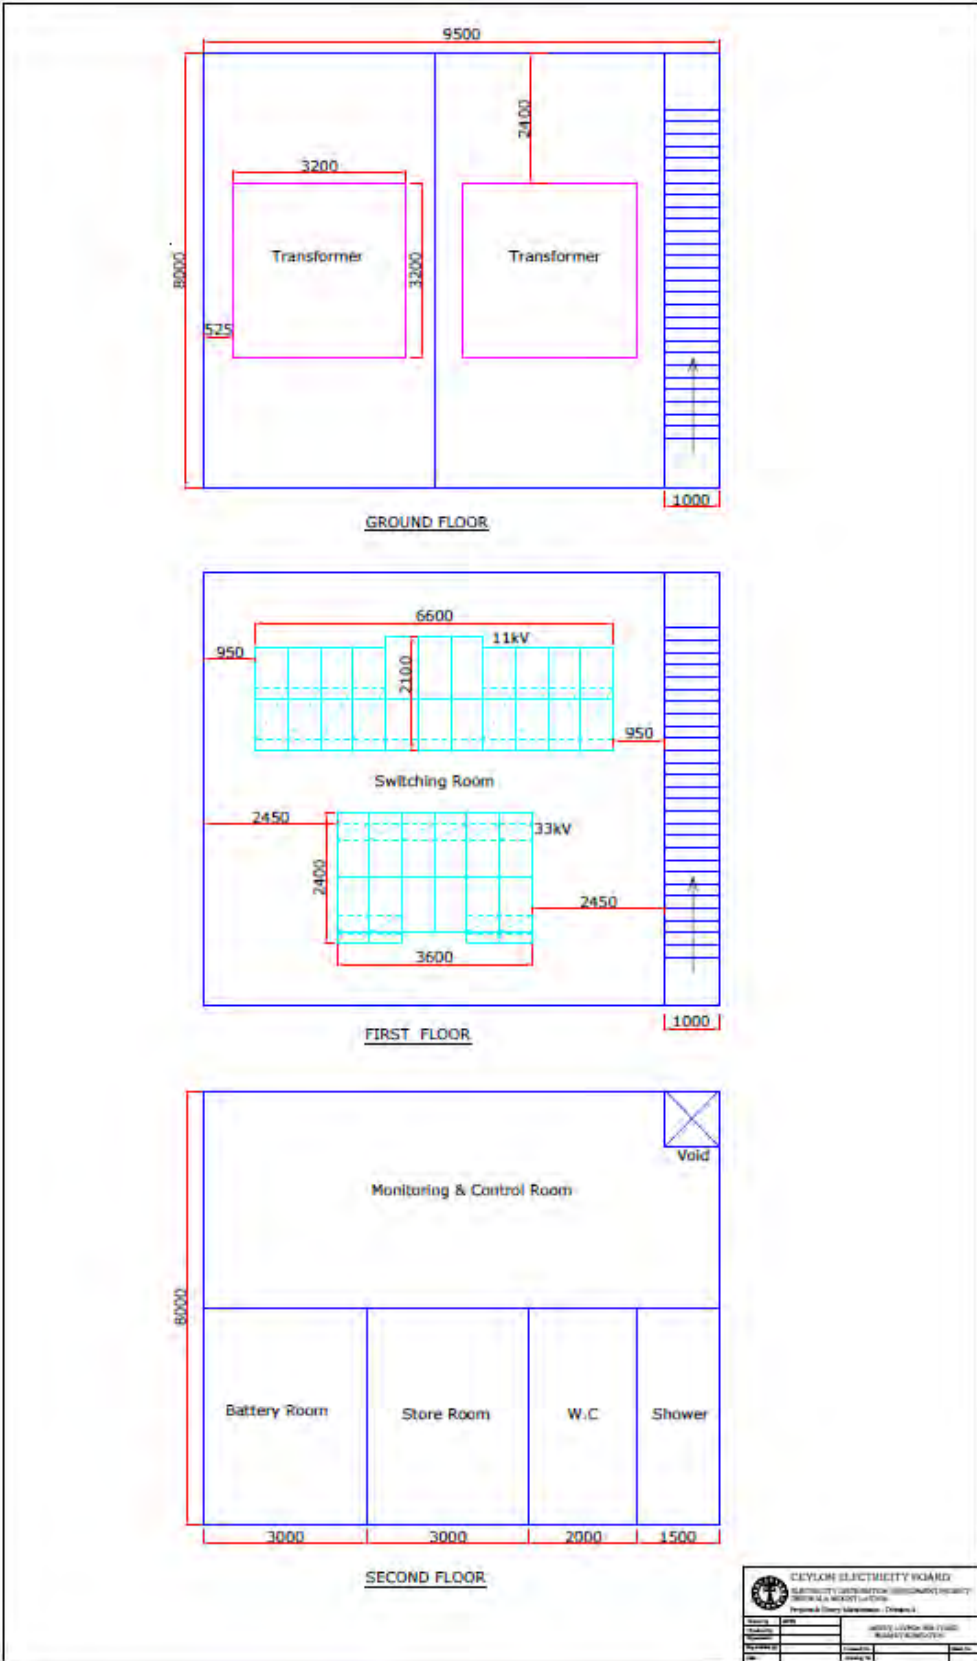 9500
2400
3200
Transformer
Transformer
8000
3200
525
1000
GROUND FLOOR
6600
11kV
950
2100
950
Switching Room
2450
33kV
2400
2450
3600
1000
FIRST FLOOR
Void
Monitoring & Control Room
8000
Battery Room
Store Room
W.C
Shower
3000
3000
2000
1500
SECOND FLOOR
CEYLON ELECTRICITY BOARD